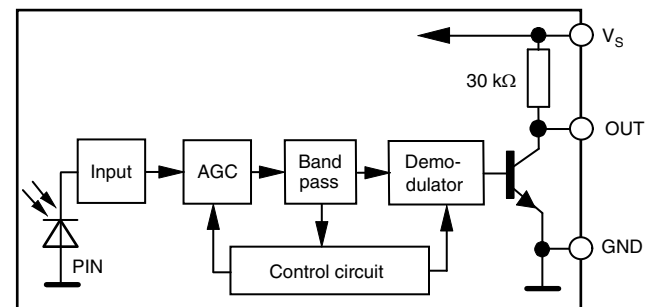 V_S
30 kΩ
OUT
Input
AGC
Band
pass
Demo-
dulator
GND
PIN
Control circuit